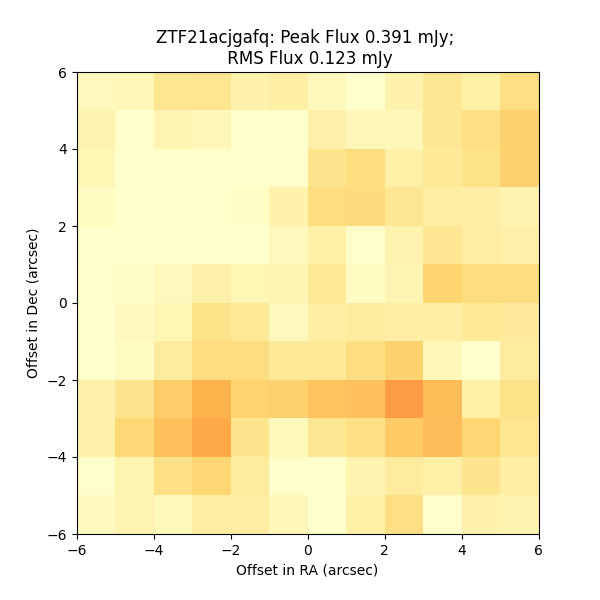 ZTF21acjgafq: Peak Flux 0.391 mJy;
RMS Flux 0.123 mJy
6
4
2
0
−2
−4
−6
Offset in Dec (arcsec)
−6 −4 −2 0 2 4 6
Offset in RA (arcsec)